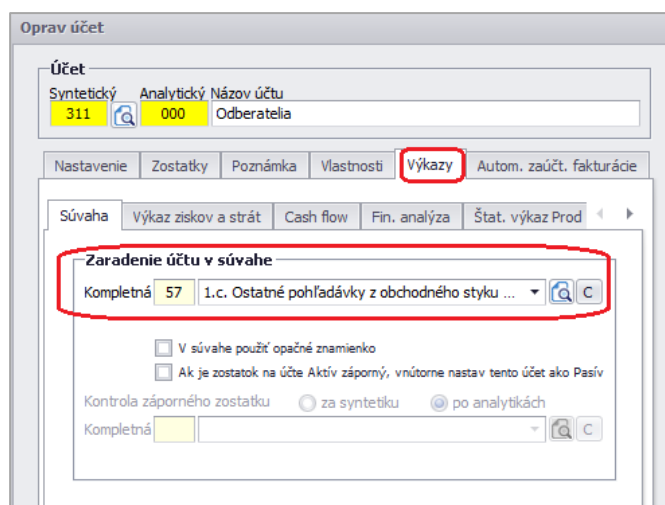 Oprav účet
Účet
Syntetický Analytický Názov účtu
311 000 Odberatelia
Nastavenie Zostatky Poznámka Vlastnosti Výkazy Autom. zaúčt. fakturácie
Súvaha Výkaz ziskov a strát Cash flow Fin. analýza Štat. výkaz Prod
Zaradenie účtu v súvahe
Kompletná 57 1.c. Ostatné pohľadávky z obchodného styku ... C
V súvahe použiť opačné znamienko
Ak je zostatok na účte Aktív záporný, vnútorne nastav tento účet ako Pasív
Kontrola záporného zostatku za syntetiku po analytikách
Kompletná C